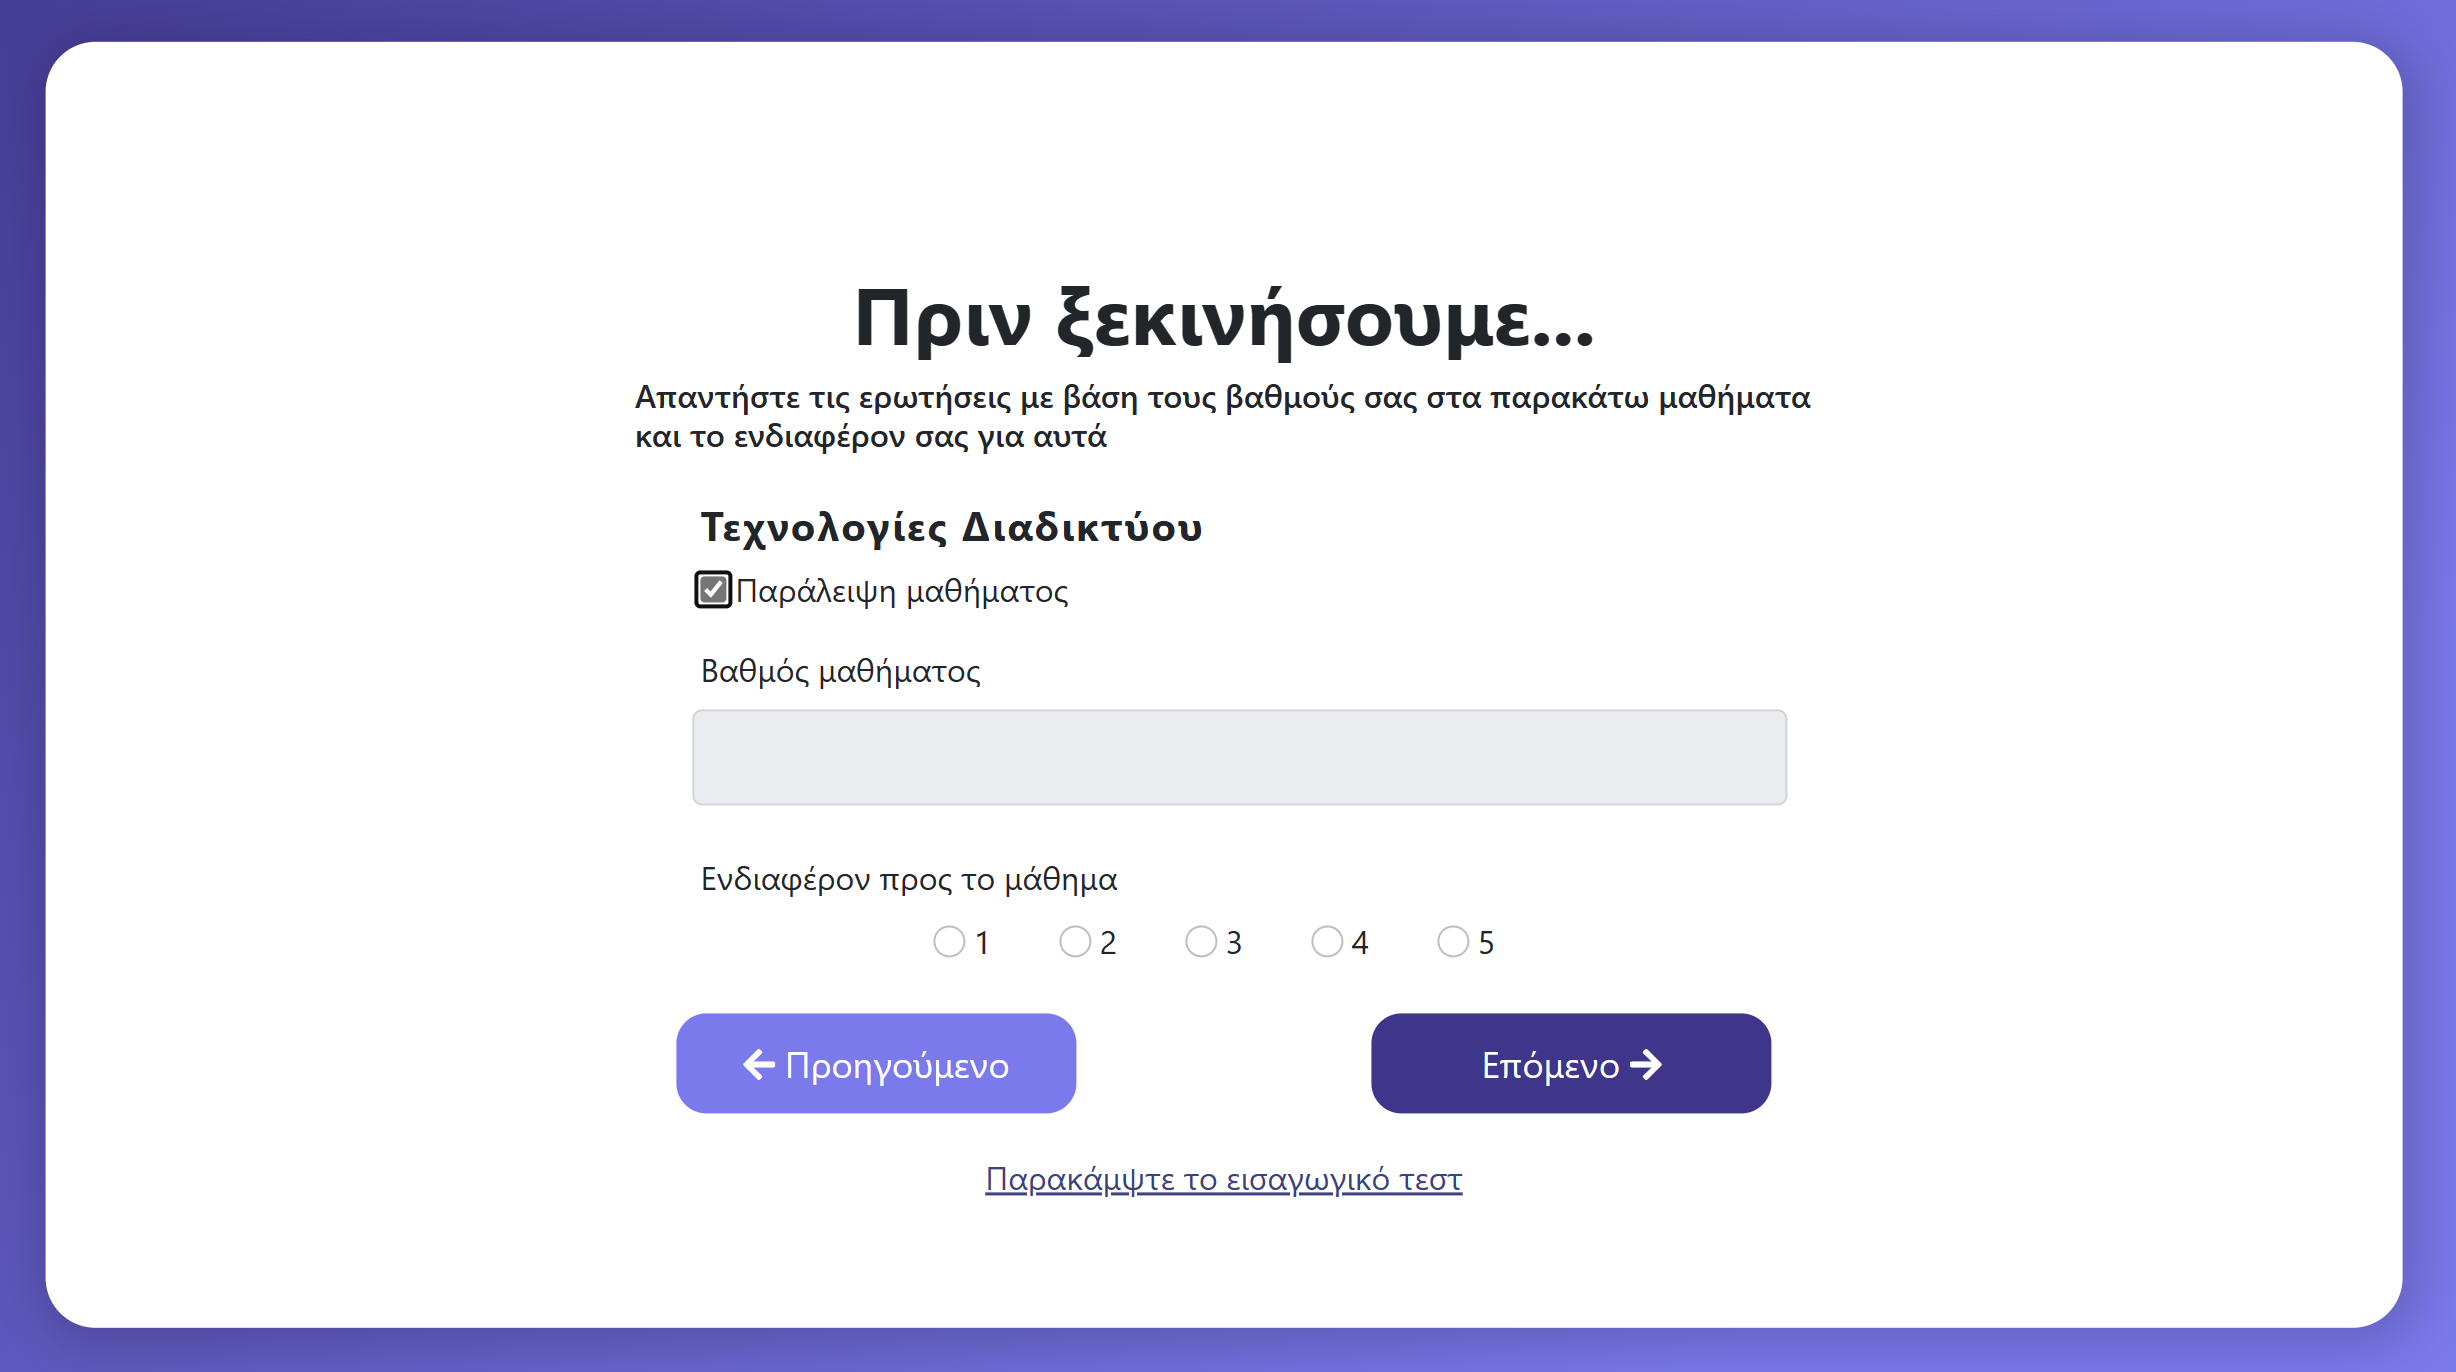 Πριν ξεκινήσουμε...
Απαντήστε τις ερωτήσεις με βάση τους βαθμούς σας στα παρακάτω μαθήματα
και το ενδιαφέρον σας για αυτά
Τεχνολογίες Διαδικτύου
Παράλειψη μαθήματος
Βαθμός μαθήματος
Ενδιαφέρον προς το μάθημα
1 2 3 4 5
Προηγούμενο Επόμενο
Παρακάμψτε το εισαγωγικό τεστ